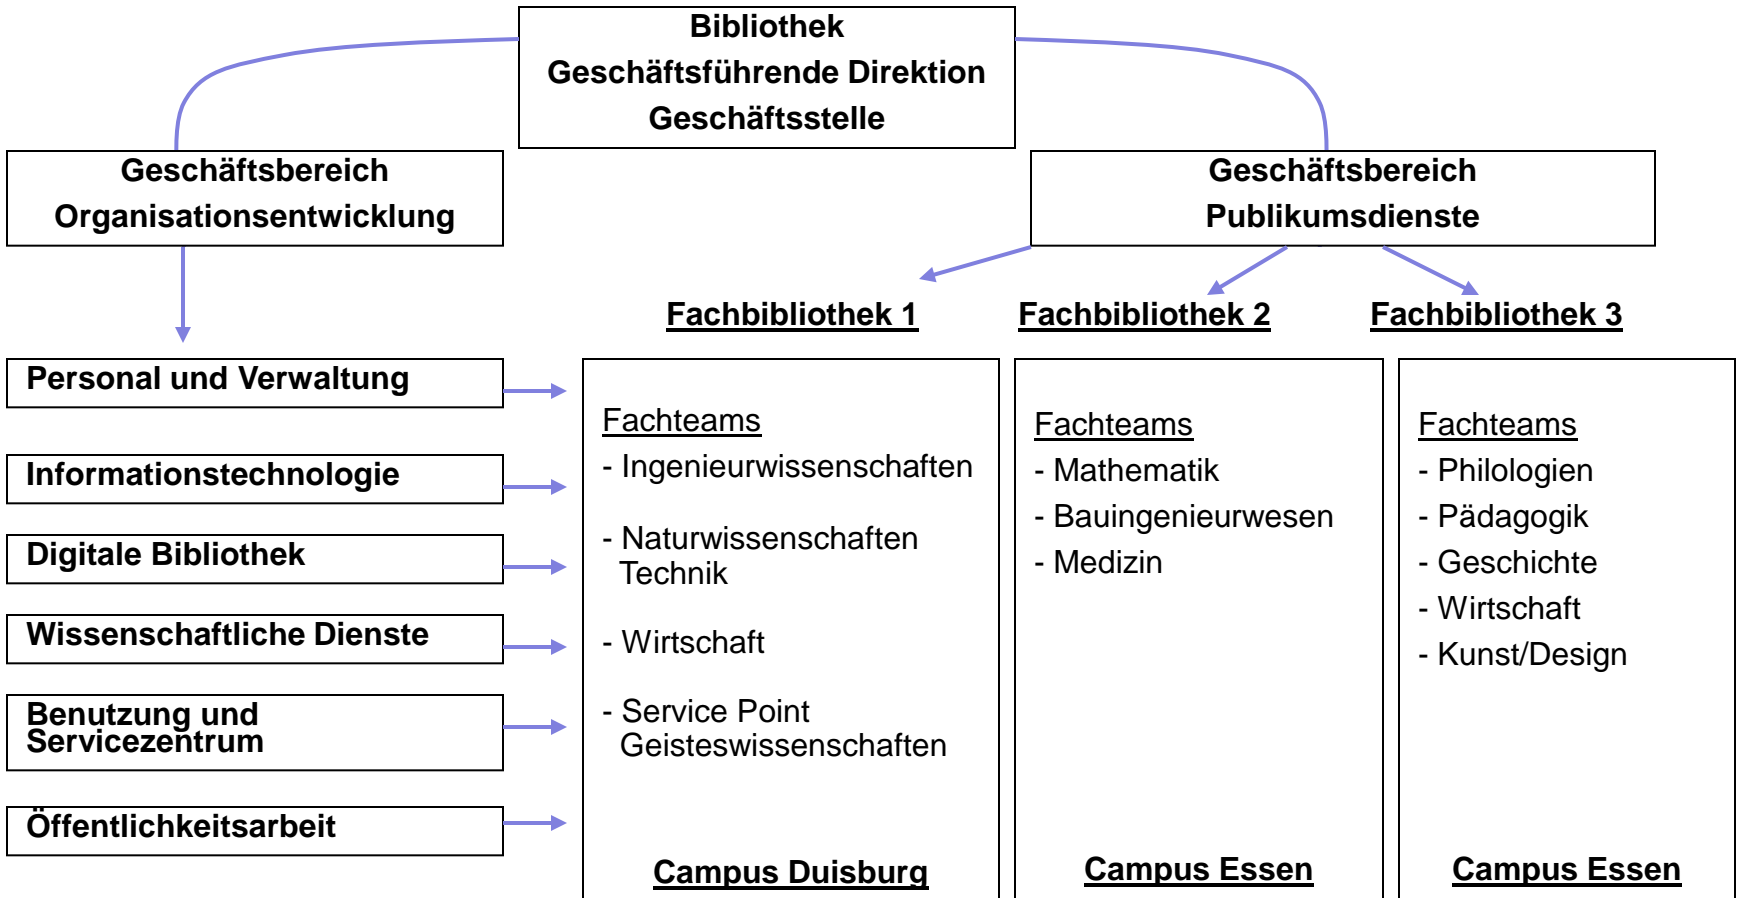 Bibliothek
Geschäftsführende Direktion
Geschäftsstelle
Geschäftsbereich
Organisationsentwicklung
Geschäftsbereich
Publikumsdienste
Fachbibliothek 1
Fachbibliothek 2
Fachbibliothek 3
Personal und Verwaltung
Informationstechnologie
Digitale Bibliothek
Wissenschaftliche Dienste
Benutzung und
Servicezentrum
Öffentlichkeitsarbeit
Fachteams
- Ingenieurwissenschaften
- Naturwissenschaften
Technik
- Wirtschaft
- Service Point
Geisteswissenschaften
Campus Duisburg
Fachteams
- Mathematik
- Bauingenieurwesen
- Medizin
Campus Essen
Fachteams
- Philologien
- Pädagogik
- Geschichte
- Wirtschaft
- Kunst/Design
Campus Essen